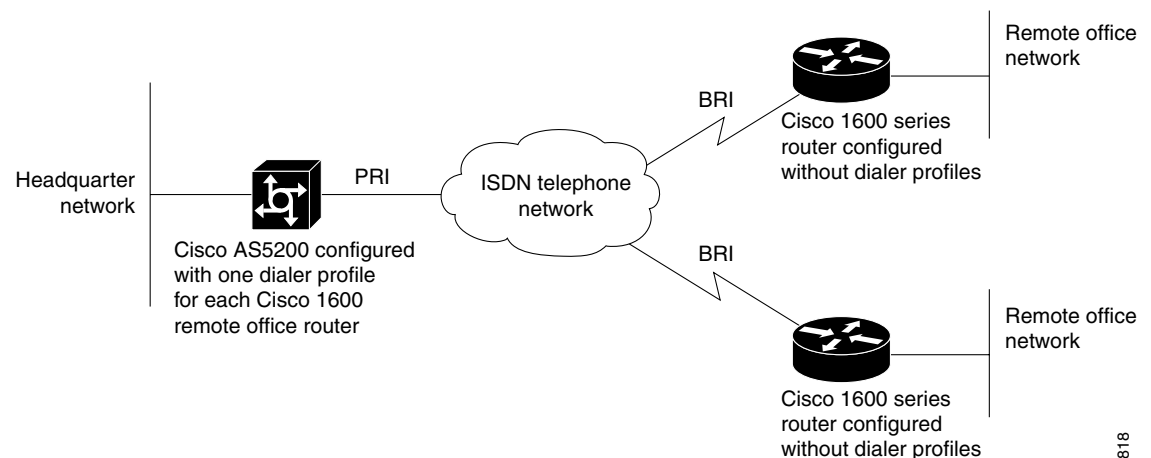 Remote office
network
BRI
Cisco 1600 series
router configured
without dialer profiles
Headquarter
network
PRI
ISDN telephone
network
Cisco AS5200 configured
with one dialer profile
for each Cisco 1600
remote office router
BRI
Remote office
network
Cisco 1600 series
router configured
without dialer profiles
818